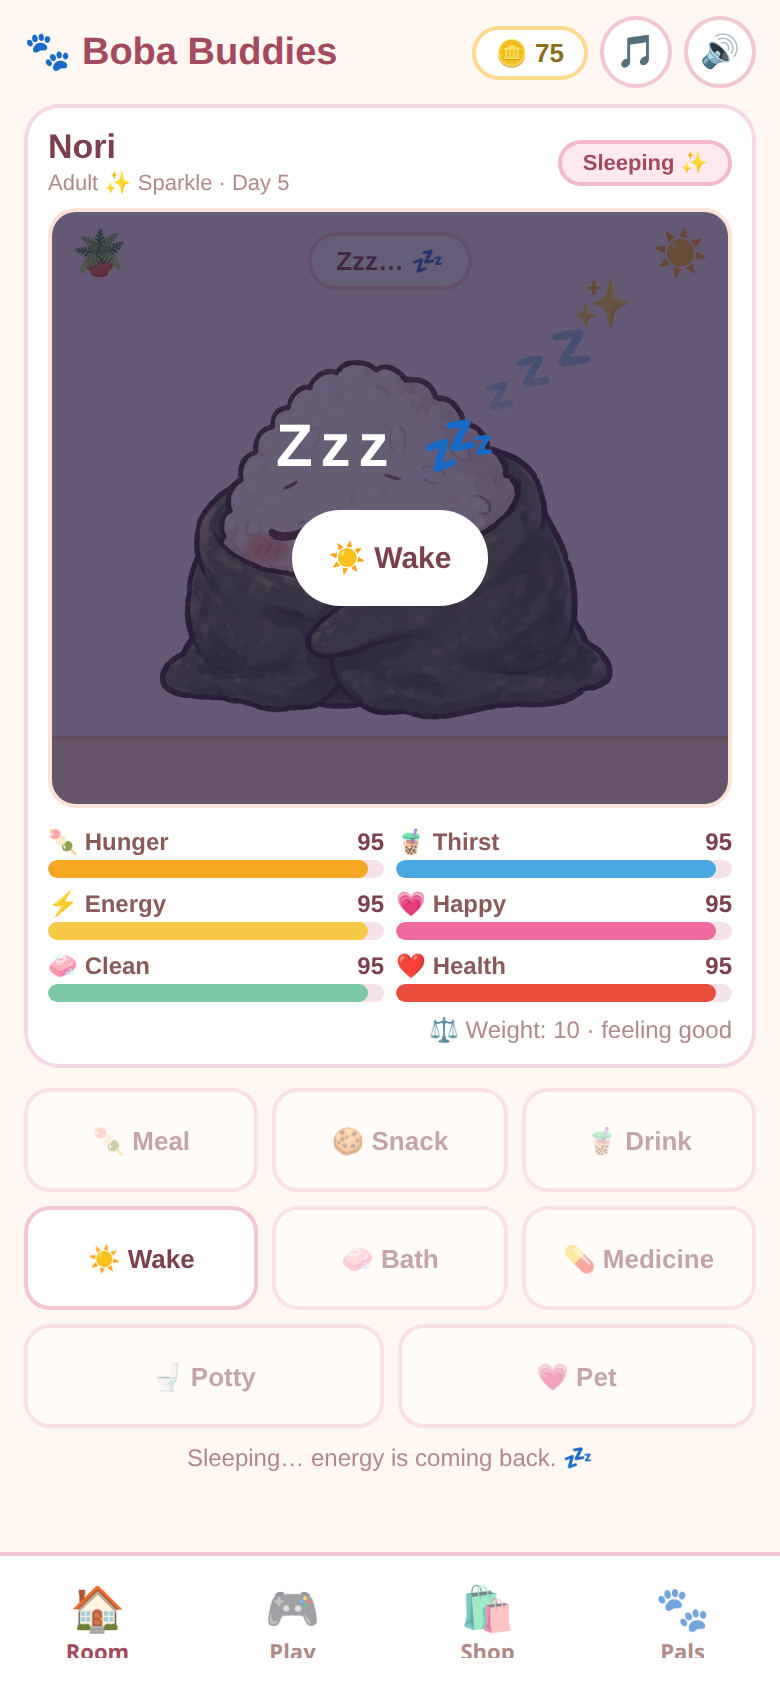 🐾 Boba Buddies
🪙 75
🎵
🔊
Nori
Adult ✨ Sparkle · Day 5
Sleeping ✨
Zzz… 💤
Zzz 💤
☀️ Wake
🍡 Hunger 95
🧋 Thirst 95
⚡ Energy 95
💗 Happy 95
🧼 Clean 95
❤️ Health 95
⚖️ Weight: 10 · feeling good
🍡 Meal
🍪 Snack
🧋 Drink
☀️ Wake
🧼 Bath
💊 Medicine
🚽 Potty
💗 Pet
Sleeping… energy is coming back. 💤
Room
Play
Shop
Pals